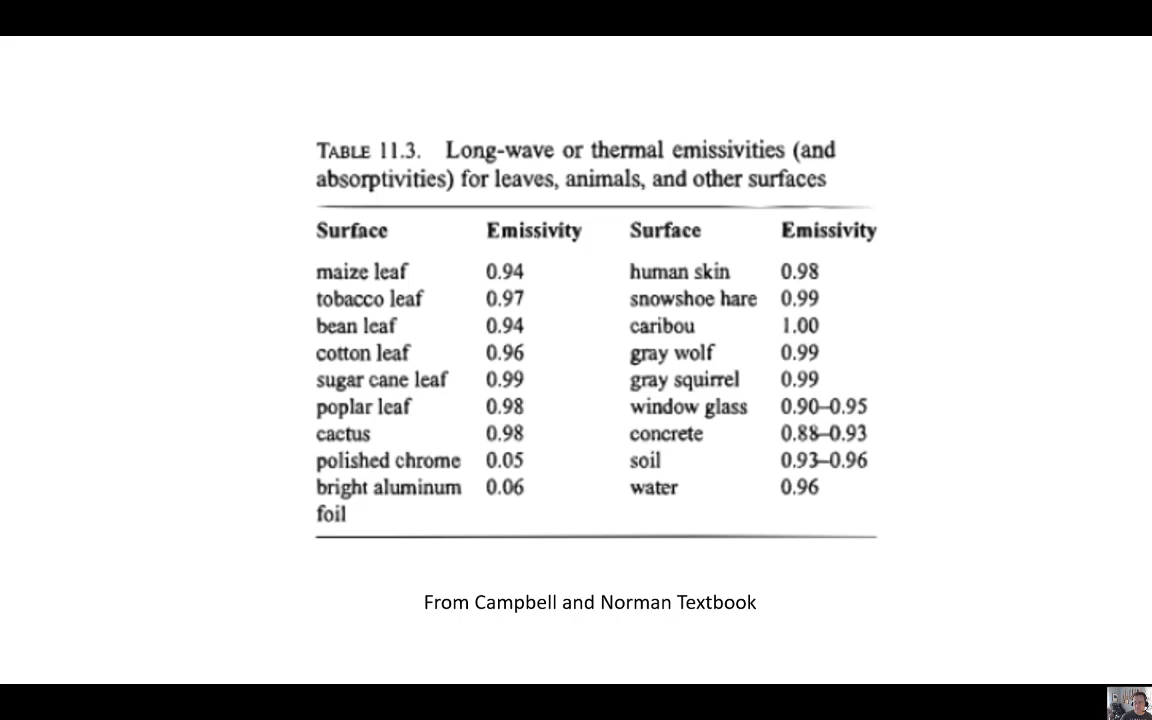 TABLE 11.3. Long-wave or thermal emissivities (and
absorptivities) for leaves, animals, and other surfaces
Surface Emissivity Surface Emissivity
maize leaf 0.94 human skin 0.98
tobacco leaf 0.97 snowshoe hare 0.99
bean leaf 0.94 caribou 1.00
cotton leaf 0.96 gray wolf 0.99
sugar cane leaf 0.99 gray squirrel 0.99
poplar leaf 0.98 window glass 0.90–0.95
cactus 0.98 concrete 0.88–0.93
polished chrome 0.05 soil 0.93–0.96
bright aluminum 0.06 water 0.96
foil
From Campbell and Norman Textbook